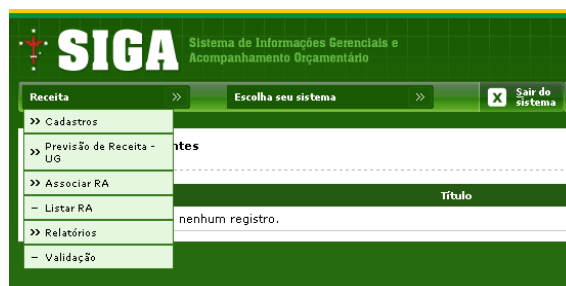 SIGA
Sistema de Informações Gerenciais e
Acompanhamento Orçamentário
Receita
Escolha seu sistema
X
Sair do
sistema
» Cadastros
» Previsão de Receita -
UG
ntes
» Associar RA
– Listar RA
Título
nenhum registro.
» Relatórios
– Validação